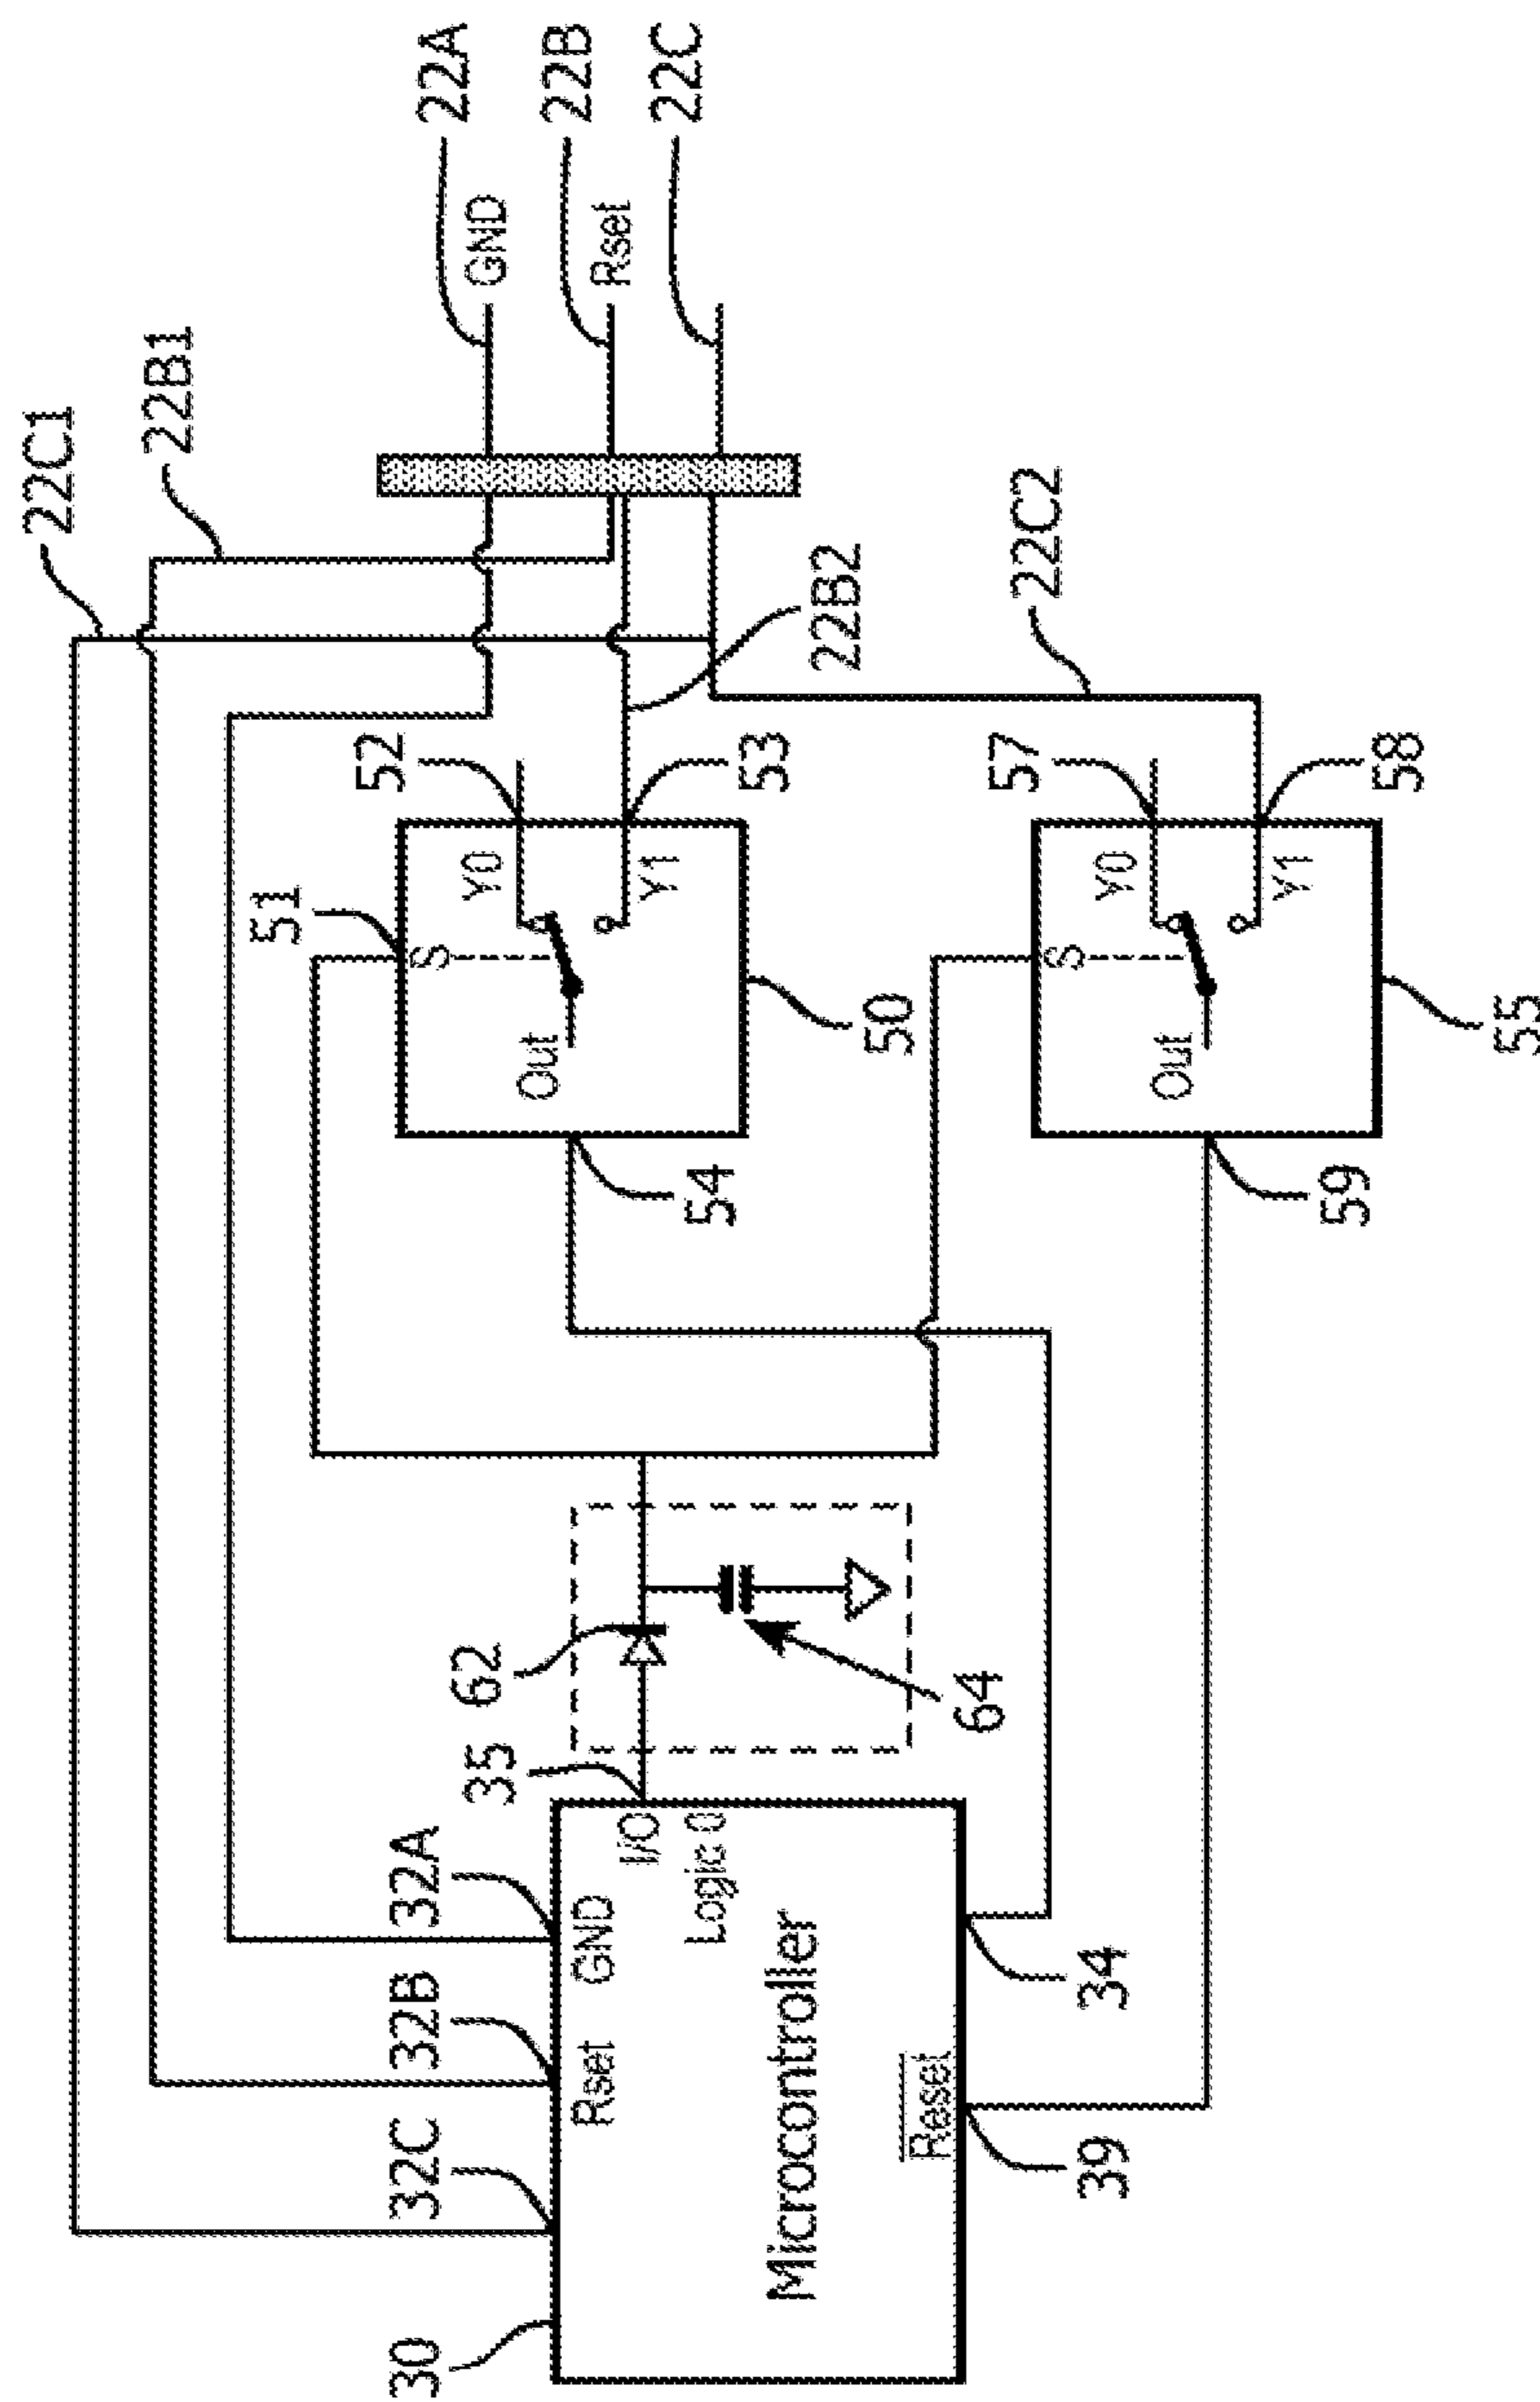 22C1
22B1
22A
GND
22B
Rset
22C
22B2
22C2
51
52
53
S
Y0
Y1
Out
54
50
57
58
S
Y0
Y1
Out
59
55
35
62
64
30
32C
32B
32A
Rset
GND
I/O
Logic 0
Microcontroller
Reset
39
34